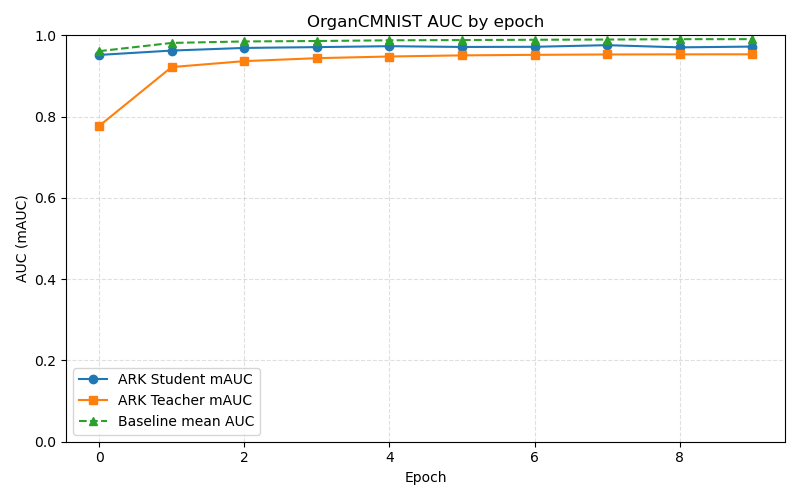 OrganCMNIST AUC by epoch
AUC (mAUC)
1.0
0.8
0.6
0.4
0.2
0.0
ARK Student mAUC
ARK Teacher mAUC
Baseline mean AUC
0 2 4 6 8
Epoch